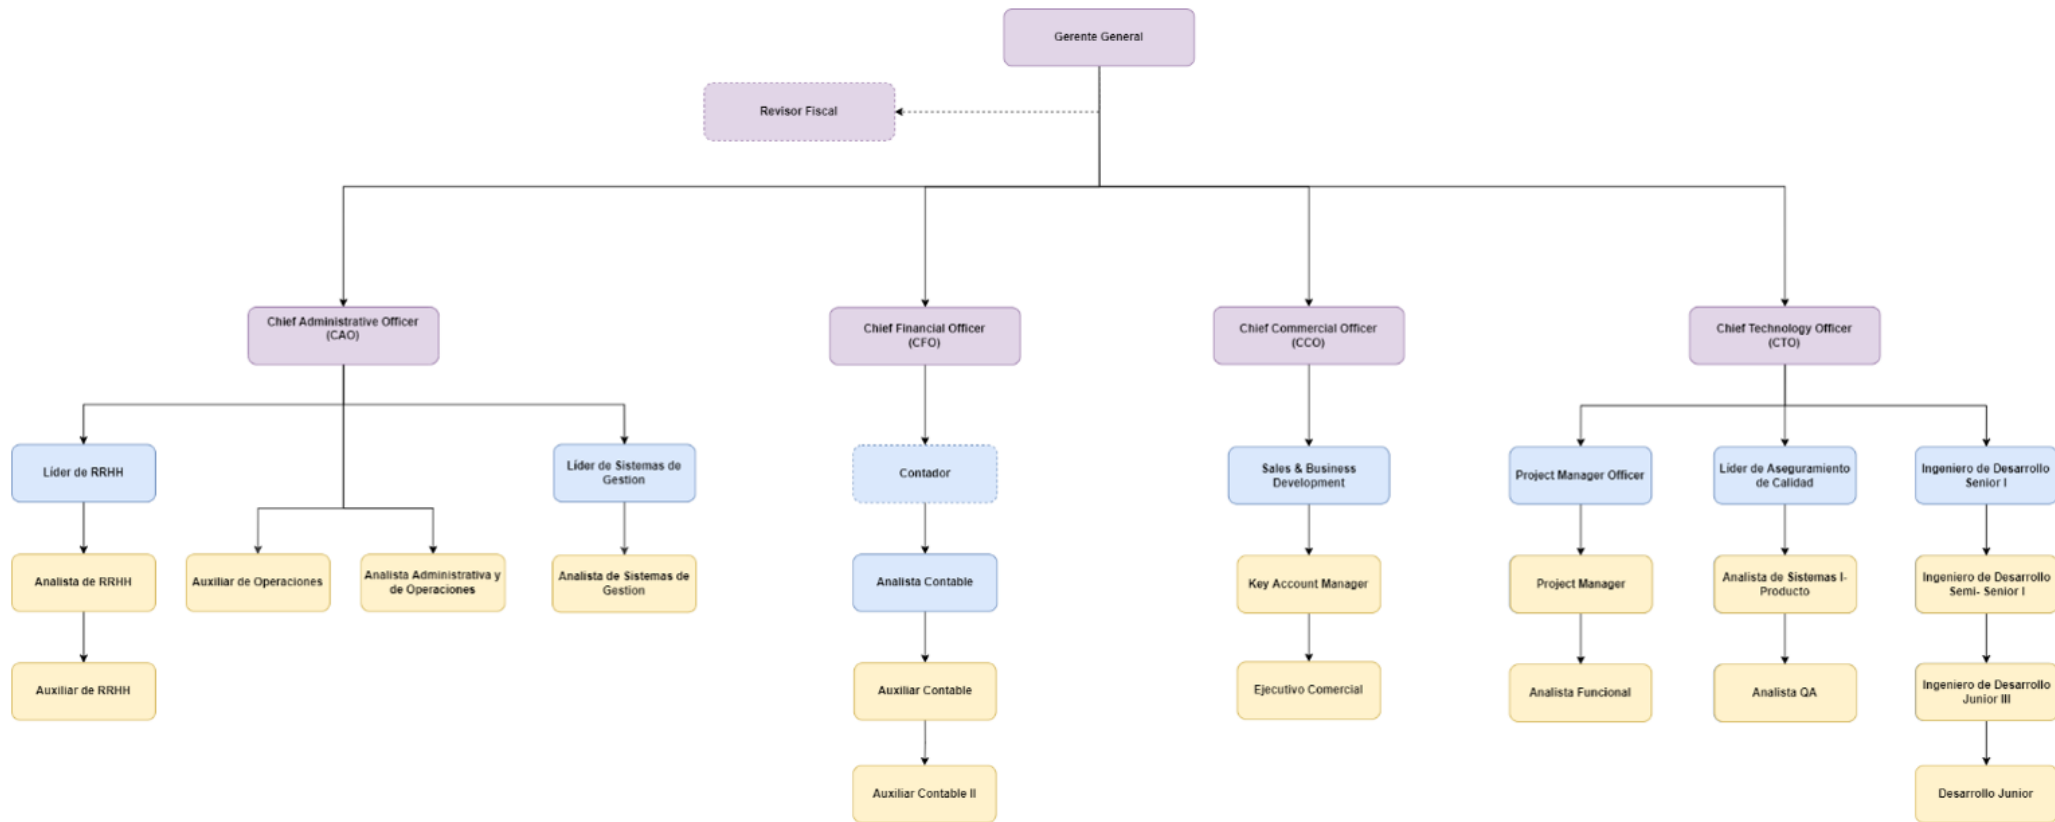 Gerente General
Revisor Fiscal
Chief Administrative Officer
(CAO)
Chief Financial Officer
(CFO)
Chief Commercial Officer
(CCO)
Chief Technology Officer
(CTO)
Líder de RRHH
Líder de Sistemas de
Gestion
Contador
Sales & Business
Development
Project Manager Officer
Líder de Aseguramiento
de Calidad
Ingeniero de Desarrollo
Senior I
Analista de RRHH
Auxiliar de Operaciones
Analista Administrativa y
de Operaciones
Analista de Sistemas de
Gestion
Analista Contable
Key Account Manager
Project Manager
Analista de Sistemas I-
Producto
Ingeniero de Desarrollo
Semi- Senior I
Auxiliar de RRHH
Auxiliar Contable
Ejecutivo Comercial
Analista Funcional
Analista QA
Ingeniero de Desarrollo
Junior III
Auxiliar Contable II
Desarrollo Junior